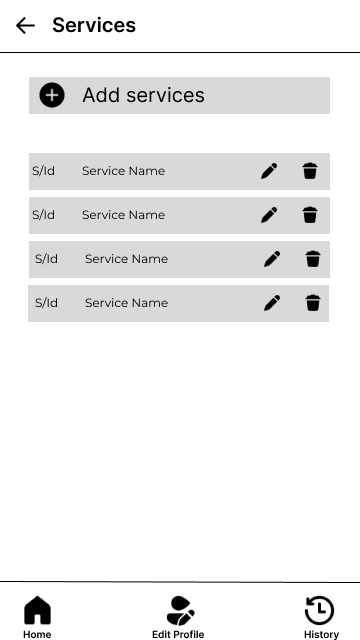 Services
Add services
S/Id Service Name
S/Id Service Name
S/Id Service Name
S/Id Service Name
Home Edit Profile History